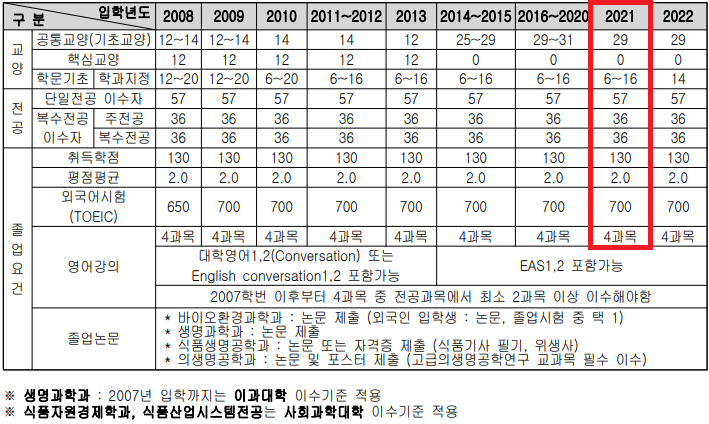 구 분 입학년도 2008 2009 2010 2011~2012 2013 2014~2015 2016~2020 2021 2022
교양 공통교양(기초교양) 12~14 12~14 14 14 12 25~29 29~31 29 29
핵심교양 12 12 12 12 12 0 0 0 0
학문기초 학과지정 12~20 12~20 6~20 6~16 6~16 6~16 6~16 6~16 14
전공 단일전공 이수자 57 57 57 57 57 57 57 57 57
복수전공 이수자 주전공 36 36 36 36 36 36 36 36 36
복수전공 36 36 36 36 36 36 36 36 36
졸업요건 취득학점 130 130 130 130 130 130 130 130 130
평점평균 2.0 2.0 2.0 2.0 2.0 2.0 2.0 2.0 2.0
외국어시험
(TOEIC) 650 700 700 700 700 700 700 700 700
영어강의 4과목 4과목 4과목 4과목 4과목 4과목 4과목 4과목 4과목
대학영어1,2(Conversation) 또는
English conversation1,2 포함가능
EAS1,2 포함가능
2007학번 이후부터 4과목 중 전공과목에서 최소 2과목 이상 이수해야함
졸업논문
* 바이오환경과학과 : 논문 제출 (외국인 입학생 : 논문, 졸업시험 중 택 1)
* 생명과학과 : 논문 제출
* 식품생명공학과 : 논문 또는 자격증 제출 (식품기사 필기, 위생사)
* 의생명공학과 : 논문 및 포스터 제출 (고급의생명공학연구 교과목 필수 이수)
※ 생명과학과 : 2007년 입학까지는 이과대학 이수기준 적용
※ 식품자원경제학과, 식품산업시스템전공는 사회과학대학 이수기준 적용